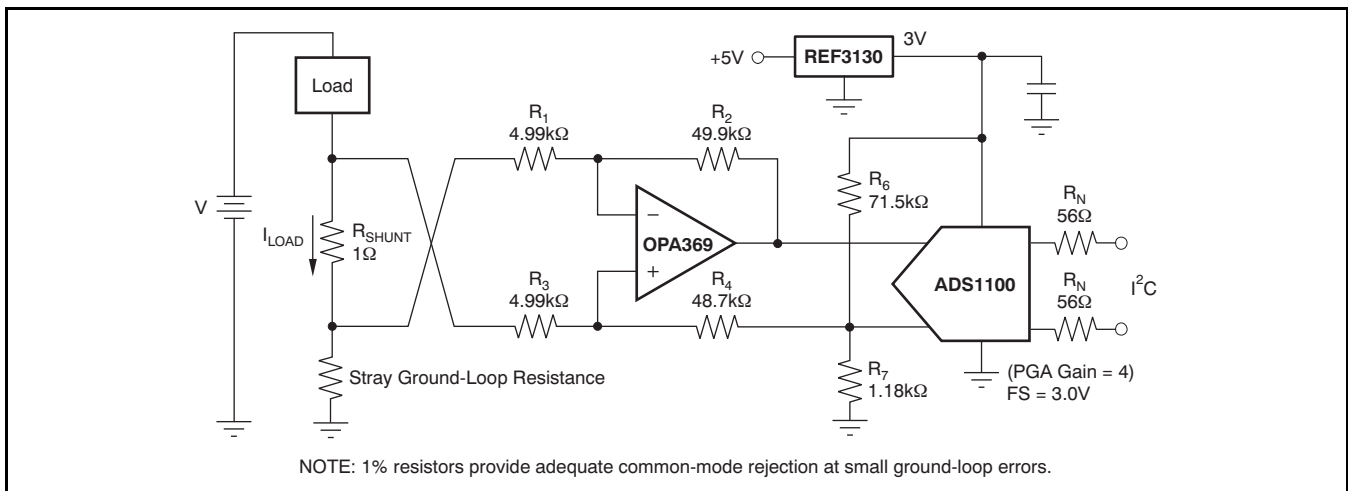 +5V
REF3130
3V
Load
R1
4.99kΩ
R2
49.9kΩ
R6
71.5kΩ
V
ILOAD
RSHUNT
1Ω
−
+
OPA369
RN
56Ω
ADS1100
RN
56Ω
I2C
R3
4.99kΩ
R4
48.7kΩ
Stray Ground-Loop Resistance
R7
1.18kΩ
(PGA Gain = 4)
FS = 3.0V
NOTE: 1% resistors provide adequate common-mode rejection at small ground-loop errors.